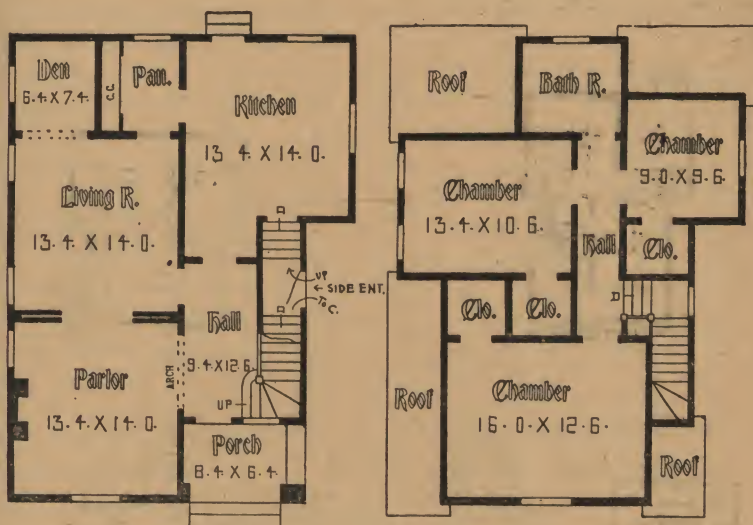 Den
6.4 X 7.4.
C.C.
Pan.
Kitchen
13 4. X 14. 0.
Living R.
13. 4. X 14. 0.
D
UP
← SIDE ENT.
To C.
D
Hall
9. 4 X 12 6
ARCH
UP
Parlor
13. 4. X 14. 0.
Porch
8.4 X 6.4.
Roof
Bath R.
Chamber
9. 0. X 9. 6.
Chamber
13. 4. X 10. 6.
Hall
Clo.
Clo.
Clo.
D
Chamber
16. 0. X 12. 6.
Roof
Roof